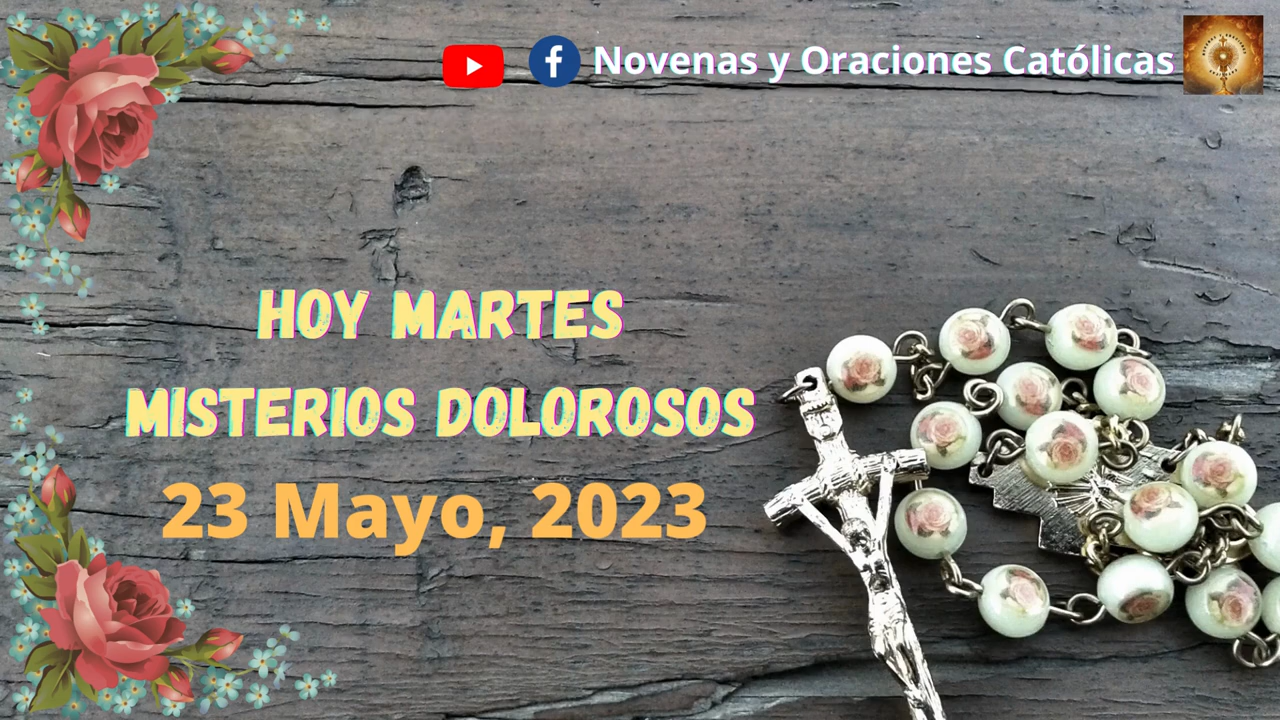 Novenas y Oraciones Católicas
HOY MARTES
MISTERIOS DOLOROSOS
23 Mayo, 2023